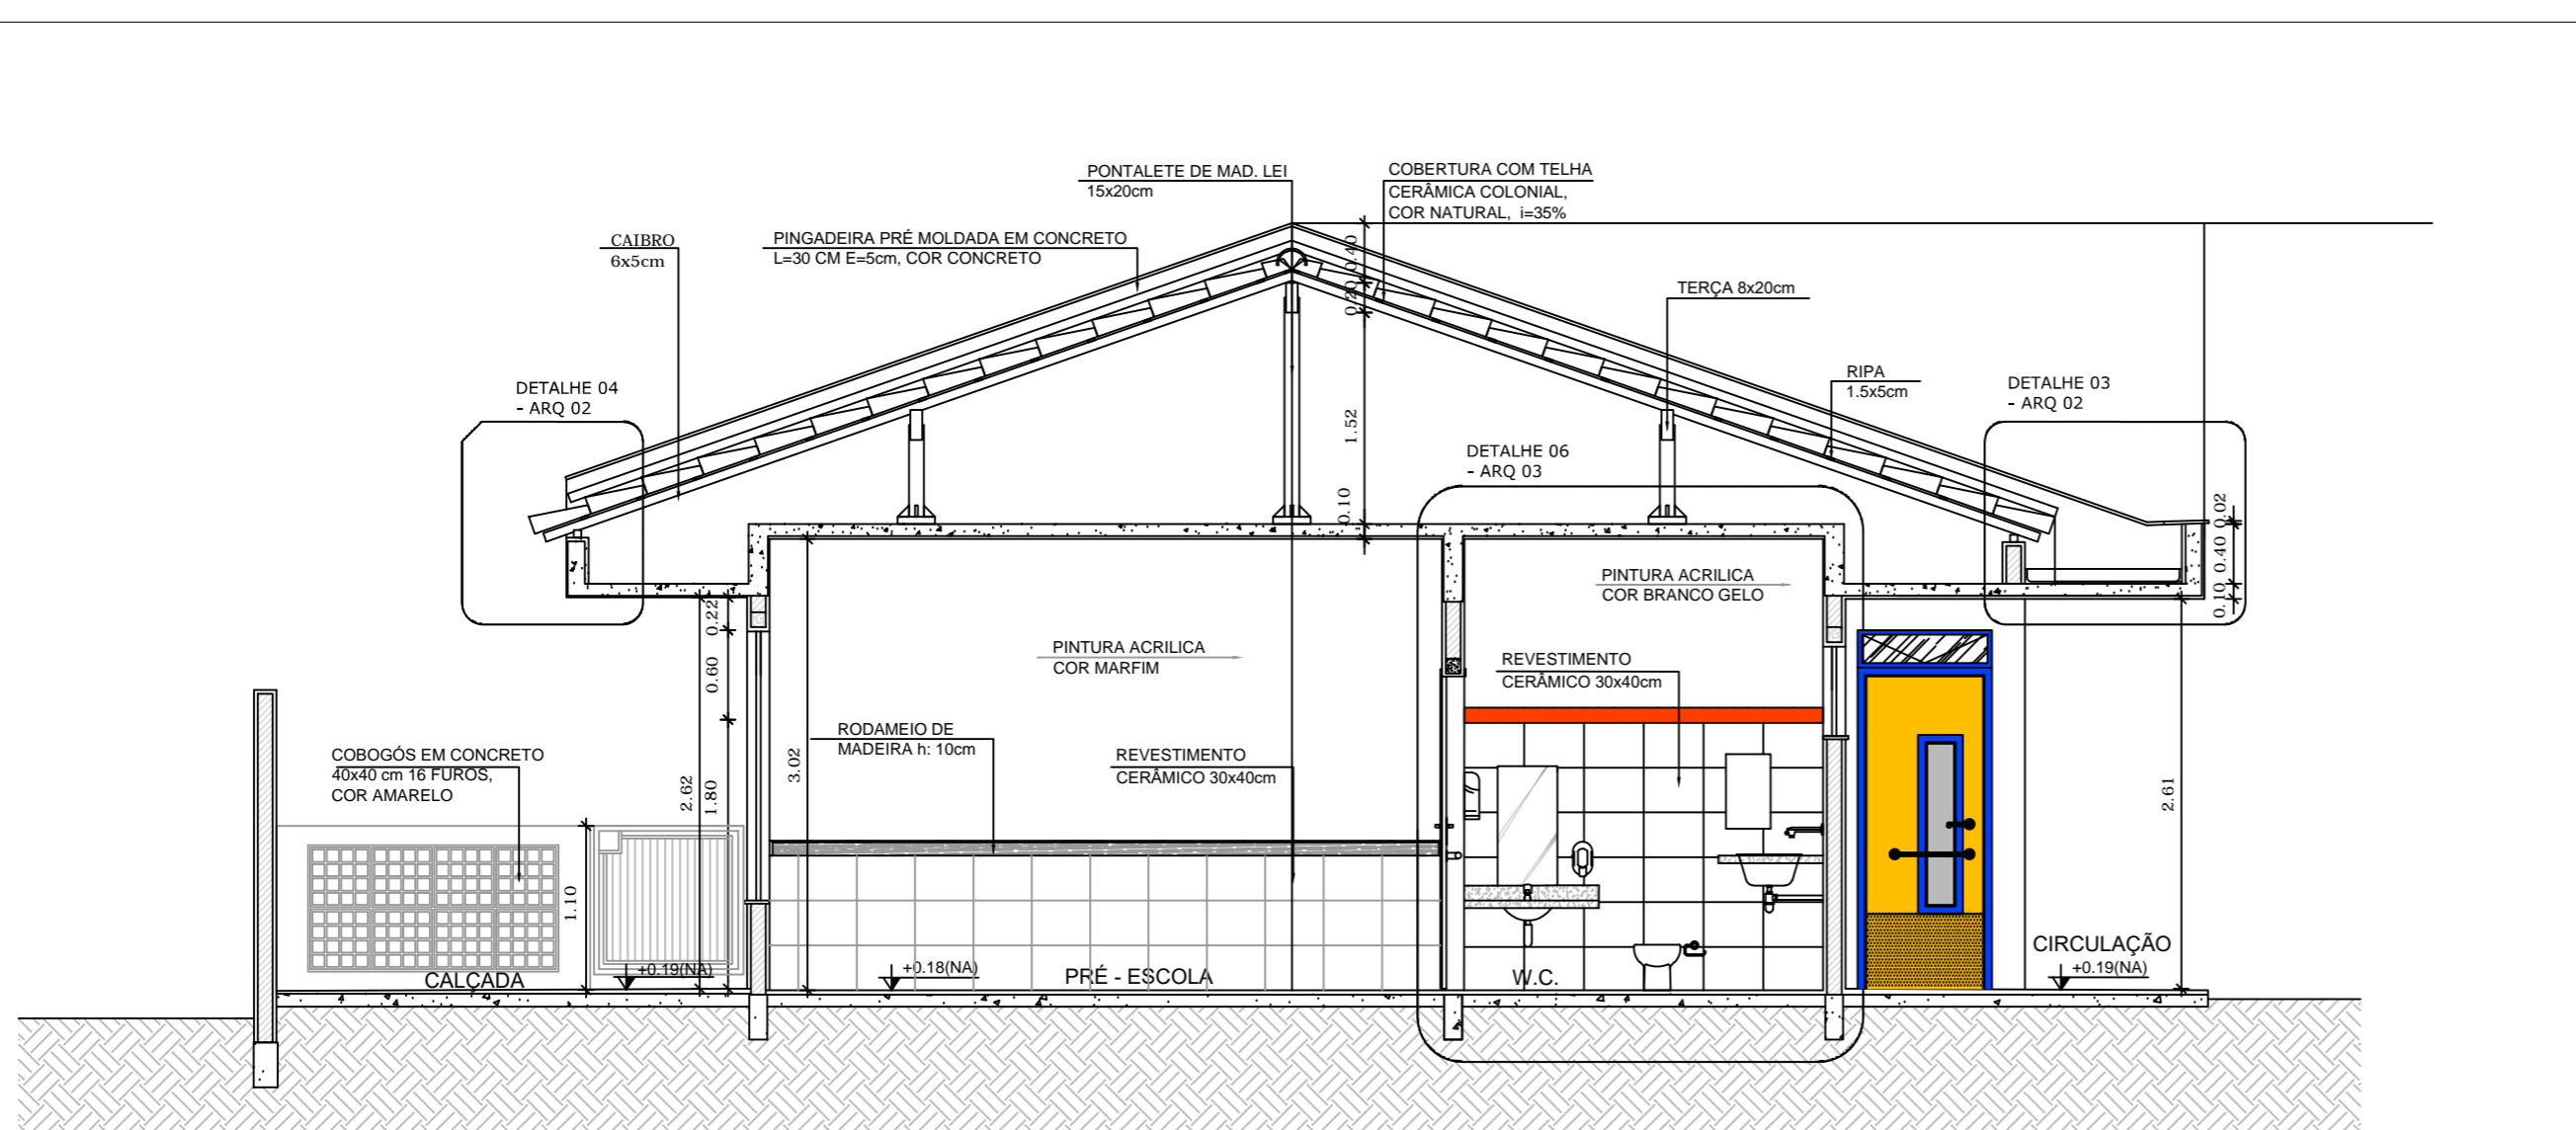 PONTALETE DE MAD. LEI
15x20cm
COBERTURA COM TELHA
CERÂMICA COLONIAL,
COR NATURAL, i=35%
CAIBRO
6x5cm
PINGADEIRA PRÉ MOLDADA EM CONCRETO
L=30 CM E=5cm, COR CONCRETO
0.40
0.20
TERÇA 8x20cm
RIPA
1.5x5cm
DETALHE 04
- ARQ 02
DETALHE 03
- ARQ 02
1.52
DETALHE 06
- ARQ 03
0.10
0.02
0.40
0.10
PINTURA ACRILICA
COR BRANCO GELO
0.22
0.60
PINTURA ACRILICA
COR MARFIM
REVESTIMENTO
CERÂMICO 30x40cm
RODAMEIO DE
MADEIRA h: 10cm
REVESTIMENTO
CERÂMICO 30x40cm
COBOGÓS EM CONCRETO
40x40 cm 16 FUROS,
COR AMARELO
3.02
2.62
1.80
2.61
1.10
CALÇADA
+0.19(NA)
+0.18(NA)
PRÉ - ESCOLA
W.C.
CIRCULAÇÃO
+0.19(NA)